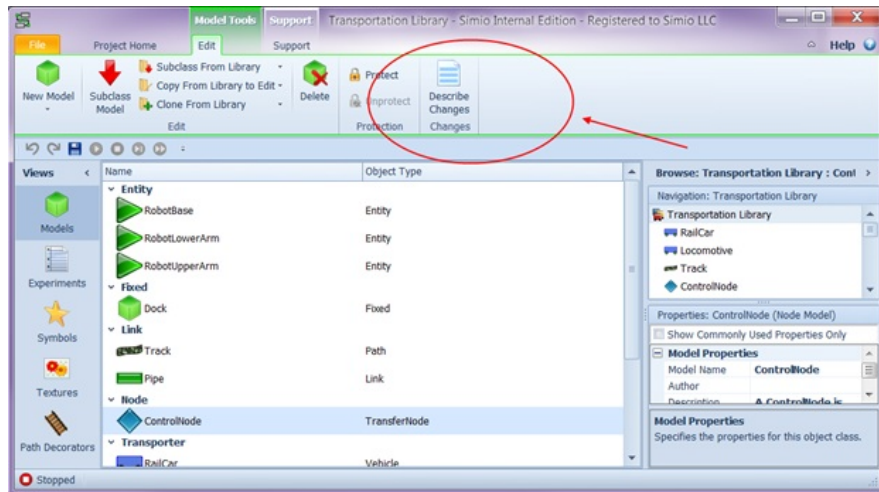 Model Tools Support Transportation Library - Simio Internal Edition - Registered to Simio LLC
File Project Home Edit Support Help
New Model
Subclass Model
Subclass From Library
Copy From Library to Edit
Clone From Library
Delete
Edit
Protect
Unprotect
Protection
Describe Changes
Changes
Views
Models
Experiments
Symbols
Textures
Path Decorators
Name Object Type
Entity
RobotBase Entity
RobotLowerArm Entity
RobotUpperArm Entity
Fixed
Dock Fixed
Link
Track Path
Pipe Link
Node
ControlNode TransferNode
Transporter
RailCar Vehicle
Browse: Transportation Library : Cont
Navigation: Transportation Library
Transportation Library
RailCar
Locomotive
Track
ControlNode
Properties: ControlNode (Node Model)
Show Commonly Used Properties Only
Model Properties
Model Name ControlNode
Author
Description A ControlNode is
Model Properties
Specifies the properties for this object class.
Stopped